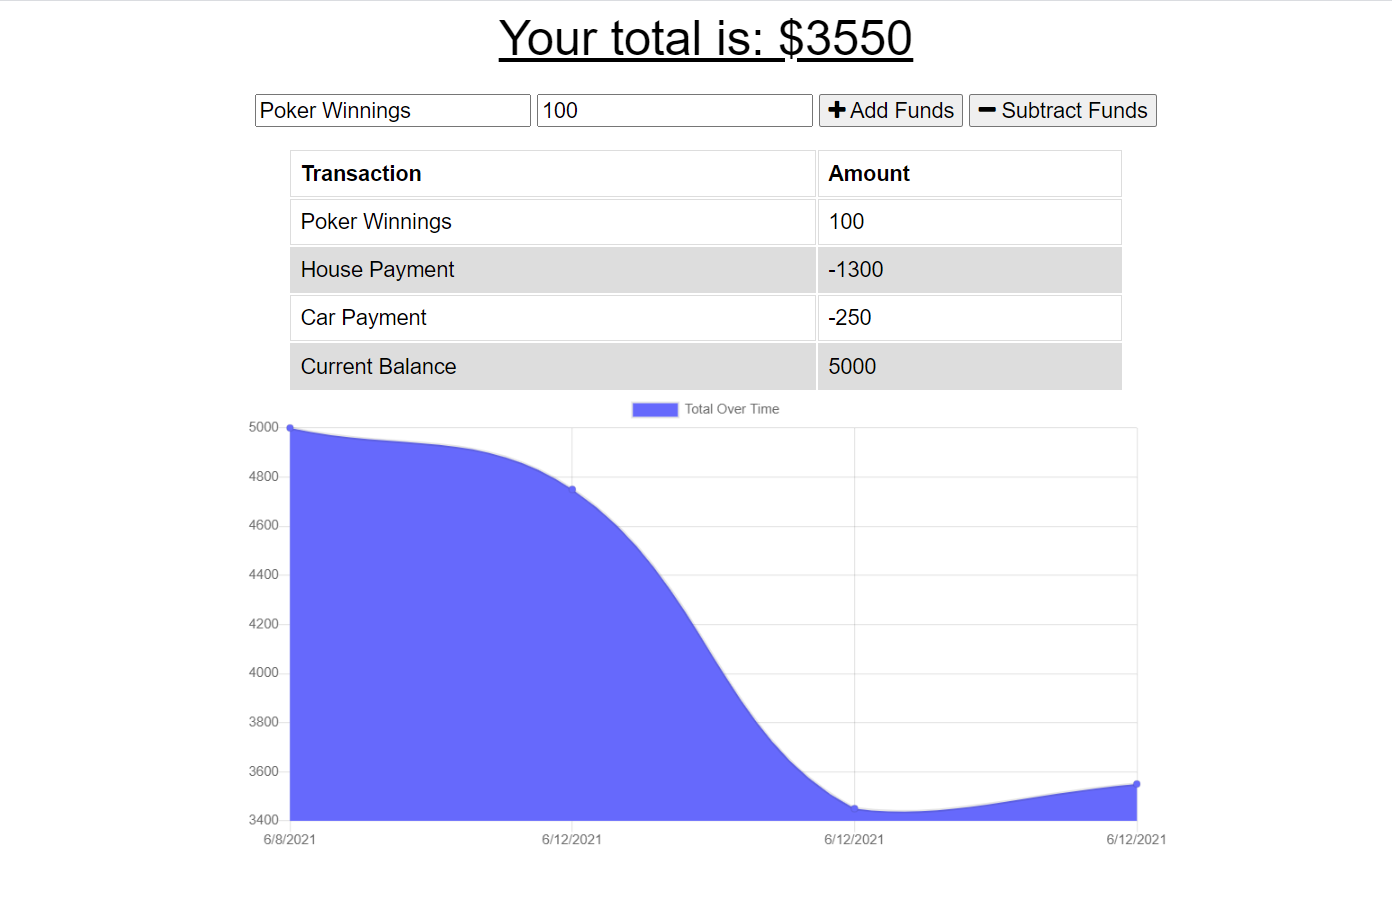 Your total is: $3550
Poker Winnings 100 Add Funds Subtract Funds
Transaction Amount
Poker Winnings 100
House Payment -1300
Car Payment -250
Current Balance 5000
Total Over Time
5000
4800
4600
4400
4200
4000
3800
3600
3400
6/8/2021 6/12/2021 6/12/2021 6/12/2021